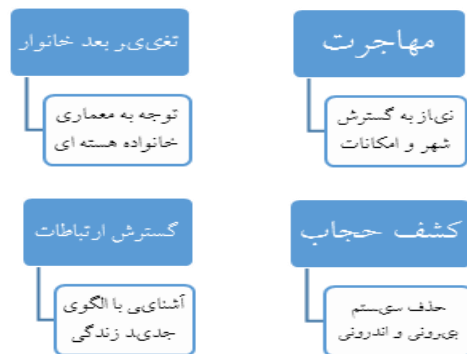 مهاجرت
نیاز به گسترش
شهر و امکانات
تغییر بعد خانوار
توجه به معماری
خانواده هسته ای
کشف حجاب
حذف سیستم
بیرونی و اندرونی
گسترش ارتباطات
آشنایی با الگوی
جدید زندگی